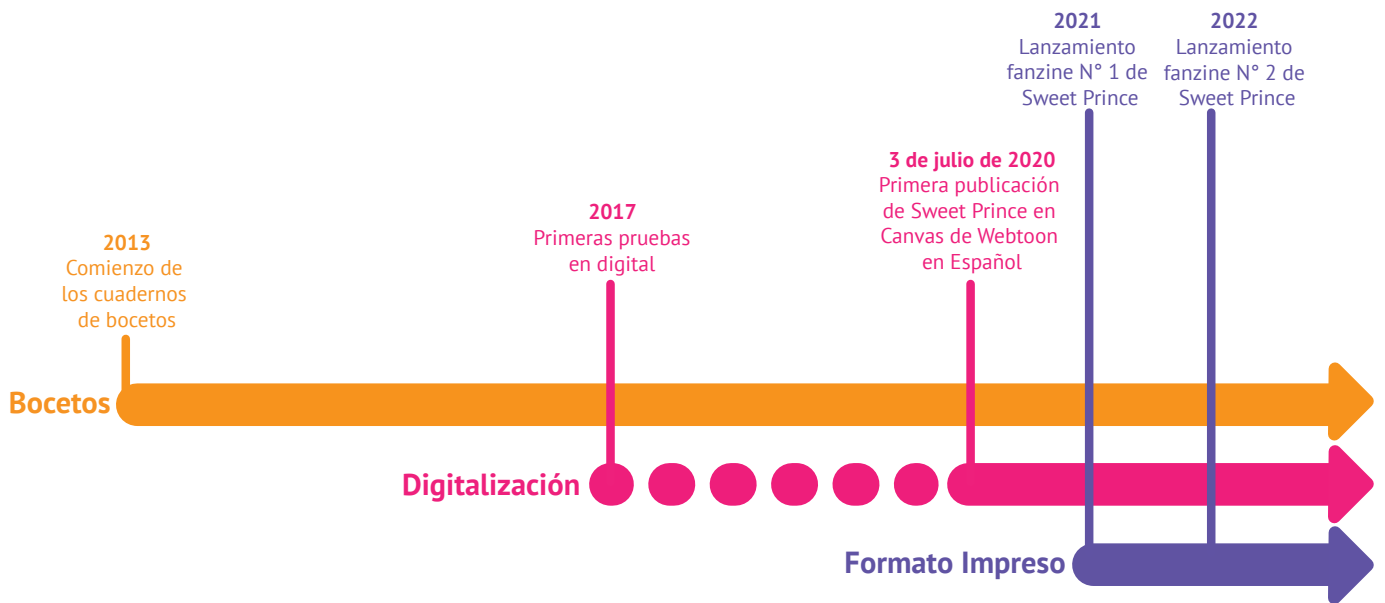 2021
Lanzamiento
fanzine N° 1 de
Sweet Prince
2022
Lanzamiento
fanzine N° 2 de
Sweet Prince
3 de julio de 2020
Primera publicación
de Sweet Prince en
Canvas de Webtoon
en Español
2017
Primeras pruebas
en digital
2013
Comienzo de
los cuadernos
de bocetos
Bocetos
Digitalización
Formato Impreso